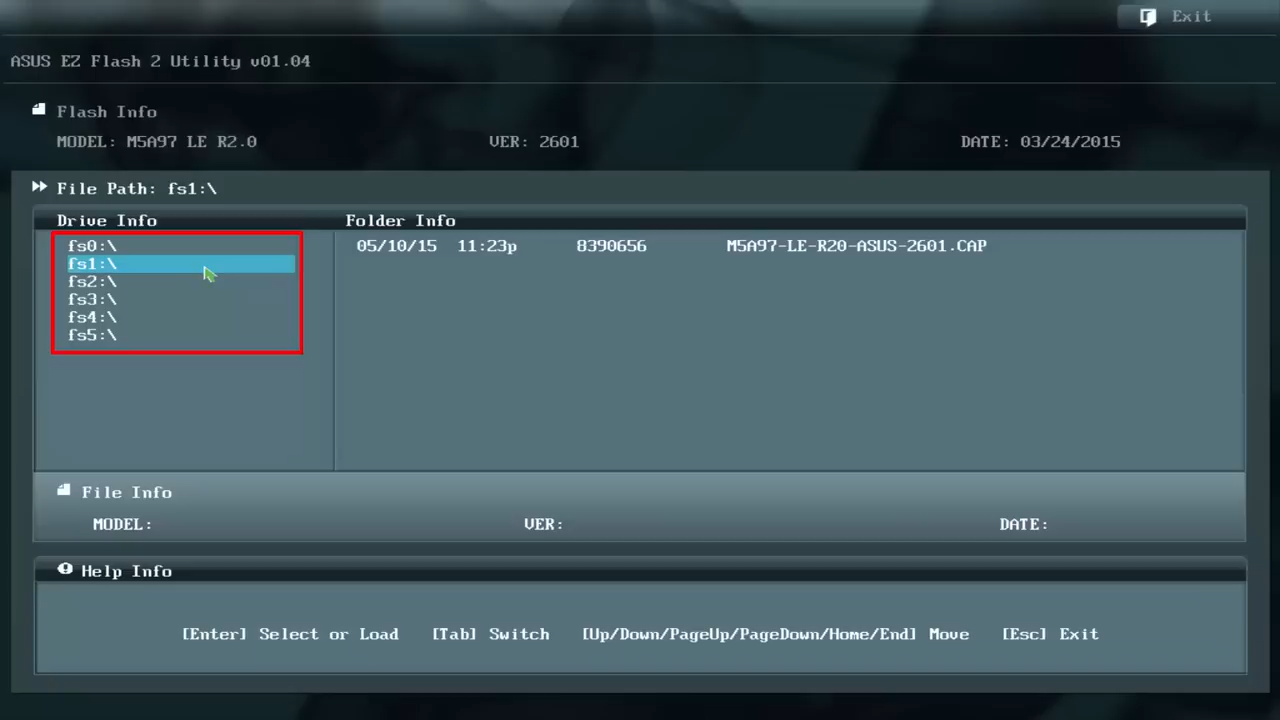 Exit
ASUS EZ Flash 2 Utility v01.04
Flash Info
MODEL: M5A97 LE R2.0 VER: 2601 DATE: 03/24/2015
File Path: fs1:\
Drive Info Folder Info
fs0:\ 05/10/15 11:23p 8390656 M5A97-LE-R20-ASUS-2601.CAP
fs1:\
fs2:\
fs3:\
fs4:\
fs5:\
File Info
MODEL: VER: DATE:
Help Info
[Enter] Select or Load [Tab] Switch [Up/Down/PageUp/PageDown/Home/End] Move [Esc] Exit